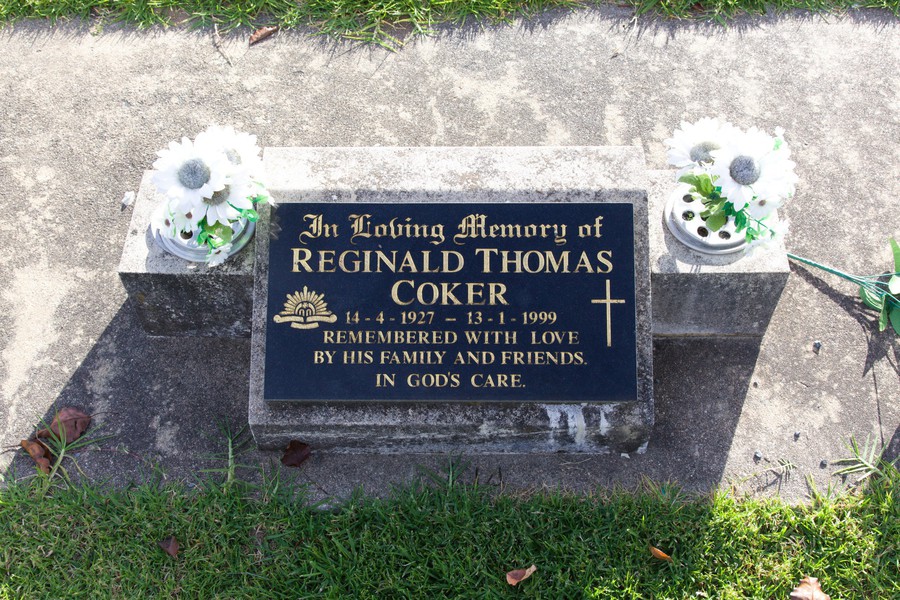 In Loving Memory of
REGINALD THOMAS
COKER
14-4-1927 - 13-1-1999
REMEMBERED WITH LOVE
BY HIS FAMILY AND FRIENDS.
IN GOD'S CARE.